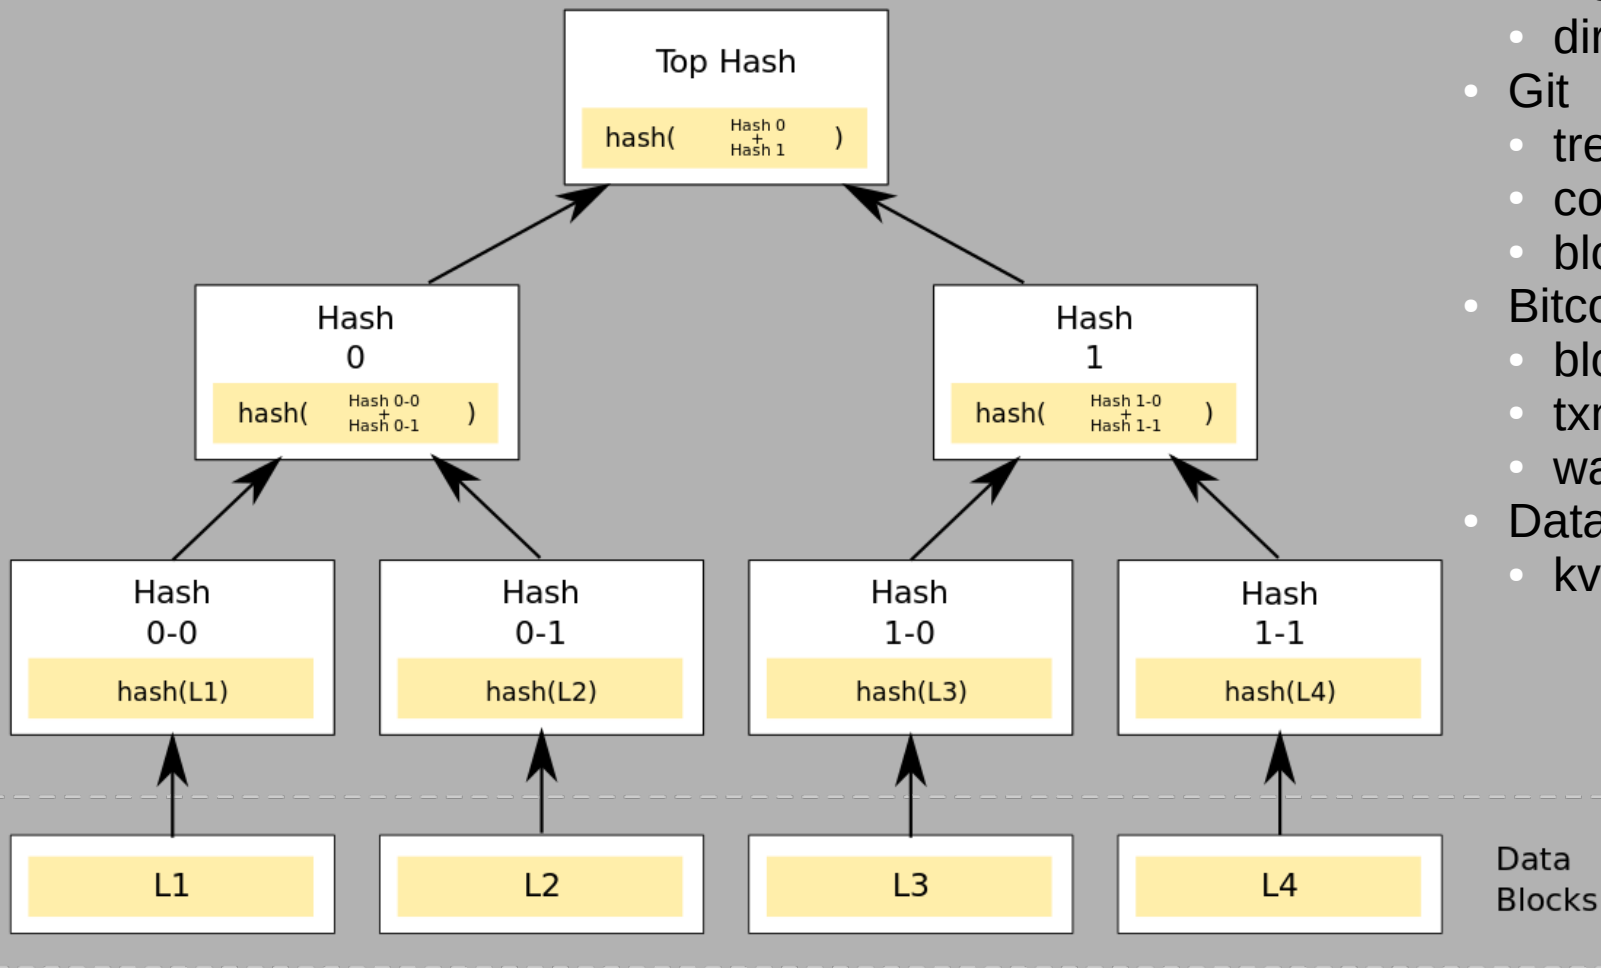 Top Hash
hash(
Hash 0
+
Hash 1
)
Hash
0
hash(
Hash 0-0
+
Hash 0-1
)
Hash
1
hash(
Hash 1-0
+
Hash 1-1
)
Hash
0-0
hash(L1)
Hash
0-1
hash(L2)
Hash
1-0
hash(L3)
Hash
1-1
hash(L4)
L1
L2
L3
L4
Data
Blocks
• Git